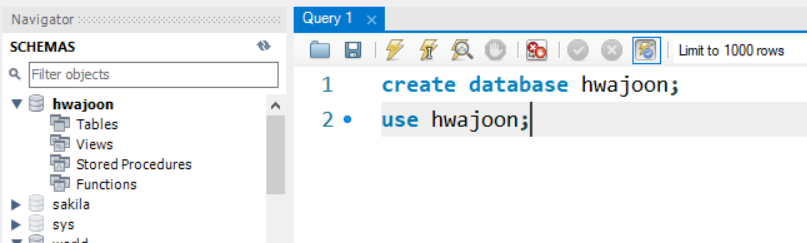 Navigator
Query 1
SCHEMAS
Limit to 1000 rows
Filter objects
1 create database hwajoon;
hwajoon
2 use hwajoon;
Tables
Views
Stored Procedures
Functions
sakila
sys
world